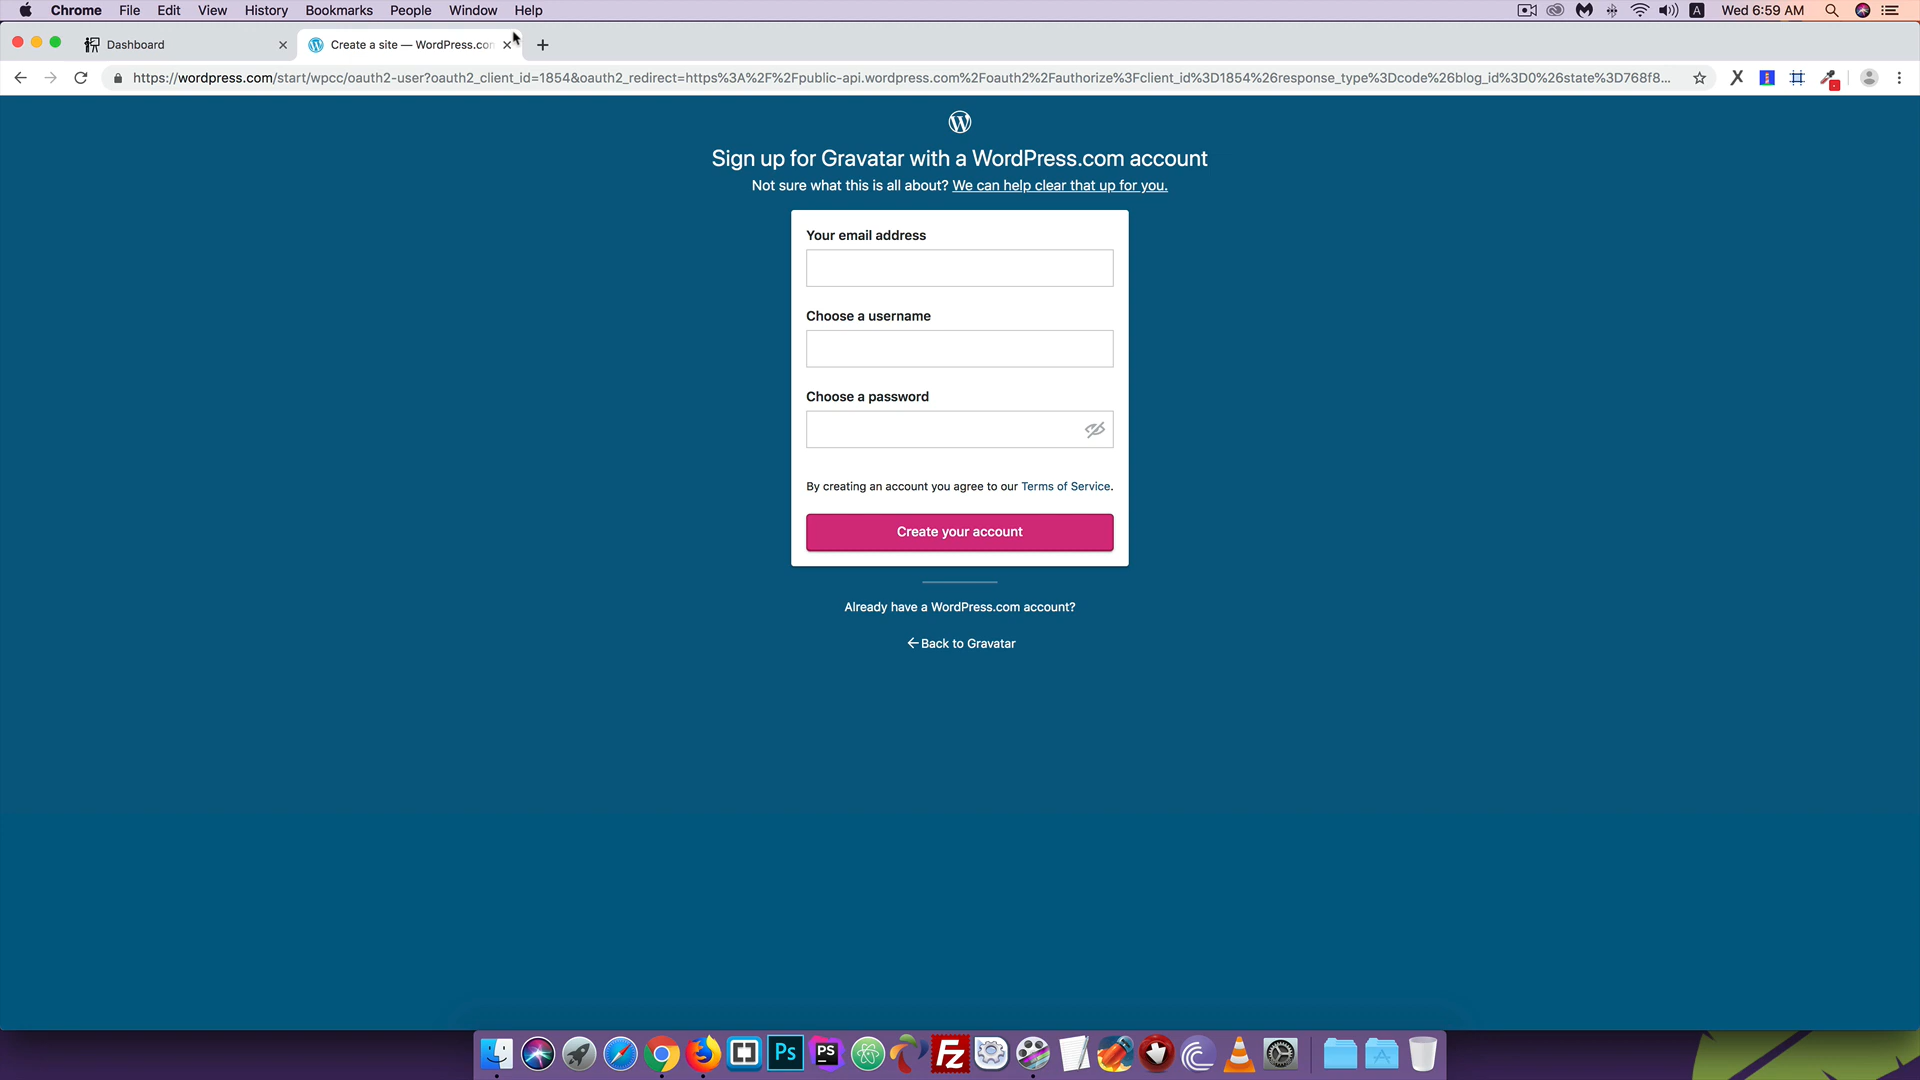 Chrome File Edit View History Bookmarks People Window Help A Wed 6:59 AM
Dashboard Create a site — WordPress.com
https://wordpress.com/start/wpcc/oauth2-user?oauth2_client_id=1854&oauth2_redirect=https%3A%2F%2Fpublic-api.wordpress.com%2Foauth2%2Fauthorize%3Fclient_id%3D1854%26response_type%3Dcode%26blog_id%3D0%26state%3D768f8...
Sign up for Gravatar with a WordPress.com account
Not sure what this is all about? We can help clear that up for you.
Your email address
Choose a username
Choose a password
By creating an account you agree to our Terms of Service.
Create your account
Already have a WordPress.com account?
Back to Gravatar
Ps PS Fz